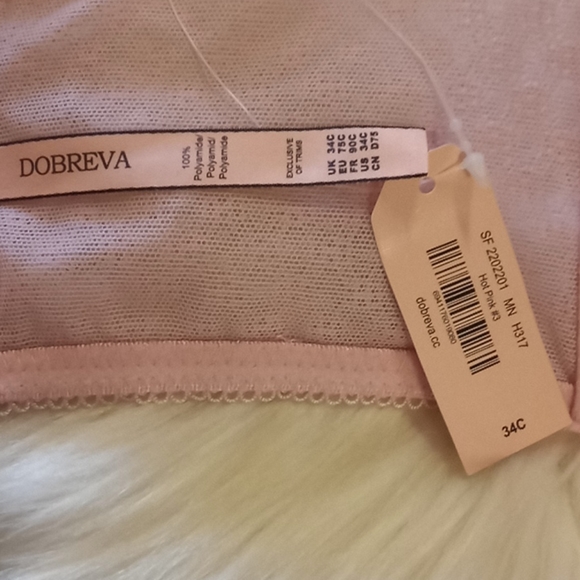 DOBREVA
100%
Polyamide/
Polyamid/
Polyamide
EXCLUSIVE
OF TRIMS
UK 34C
EU 75C
FR 90C
US 34C
CN D75
SF 2202201 MN H317
Hot Pink #3
dobreva.cc
34C